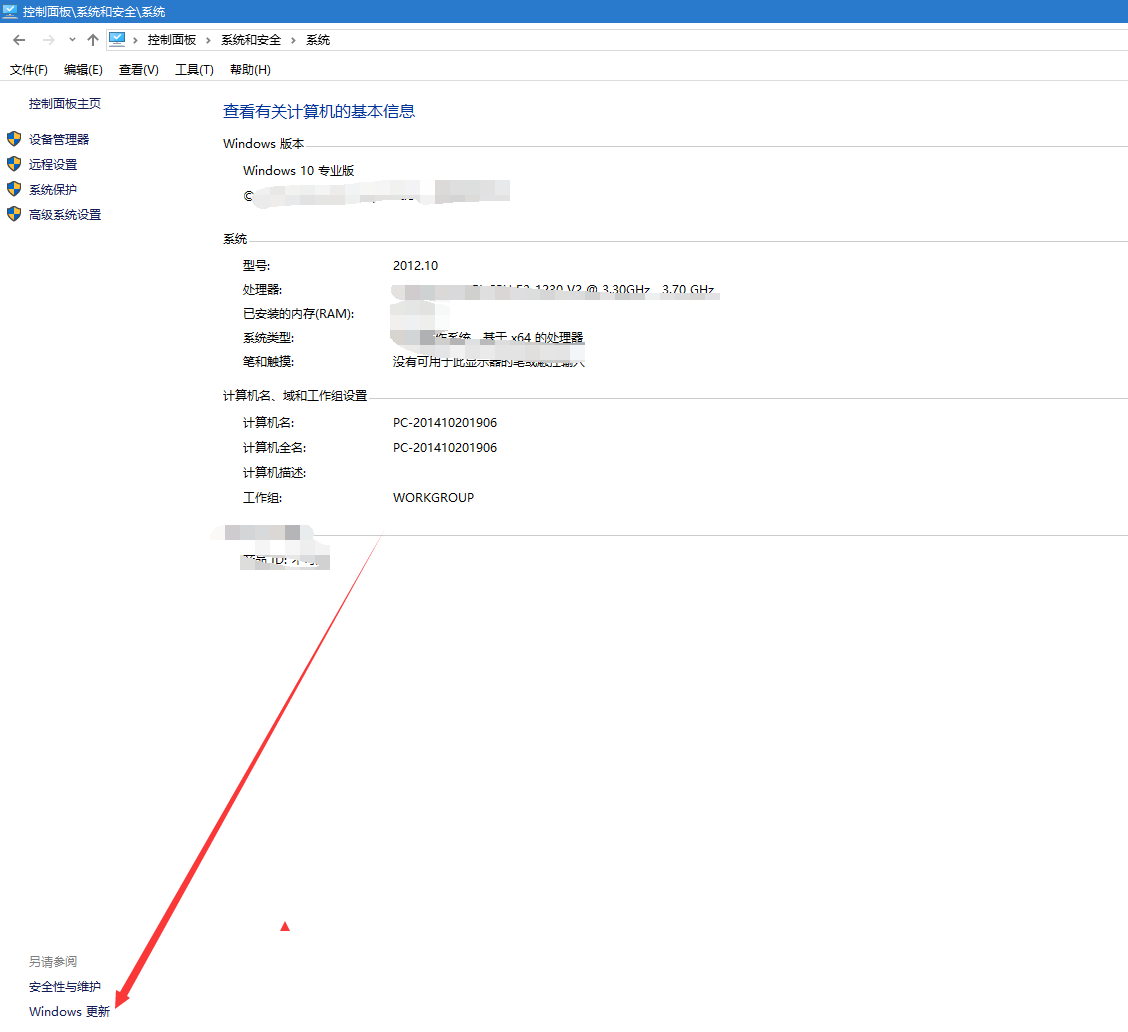 控制面板\系统和安全\系统
控制面板 系统和安全 系统
文件(F) 编辑(E) 查看(V) 工具(T) 帮助(H)
控制面板主页
设备管理器
远程设置
系统保护
高级系统设置
查看有关计算机的基本信息
Windows 版本
Windows 10 专业版
©
系统
型号: 2012.10
处理器: 1230 V2 @ 3.30GHz 3.70 GHz
已安装的内存(RAM):
系统类型: 作系统，基于 x64 的处理器
笔和触摸: 没有可用于此显示器的笔或触控输入
计算机名、域和工作组设置
计算机名: PC-201410201906
计算机全名: PC-201410201906
计算机描述:
工作组: WORKGROUP
产品 ID:
另请参阅
安全性与维护
Windows 更新